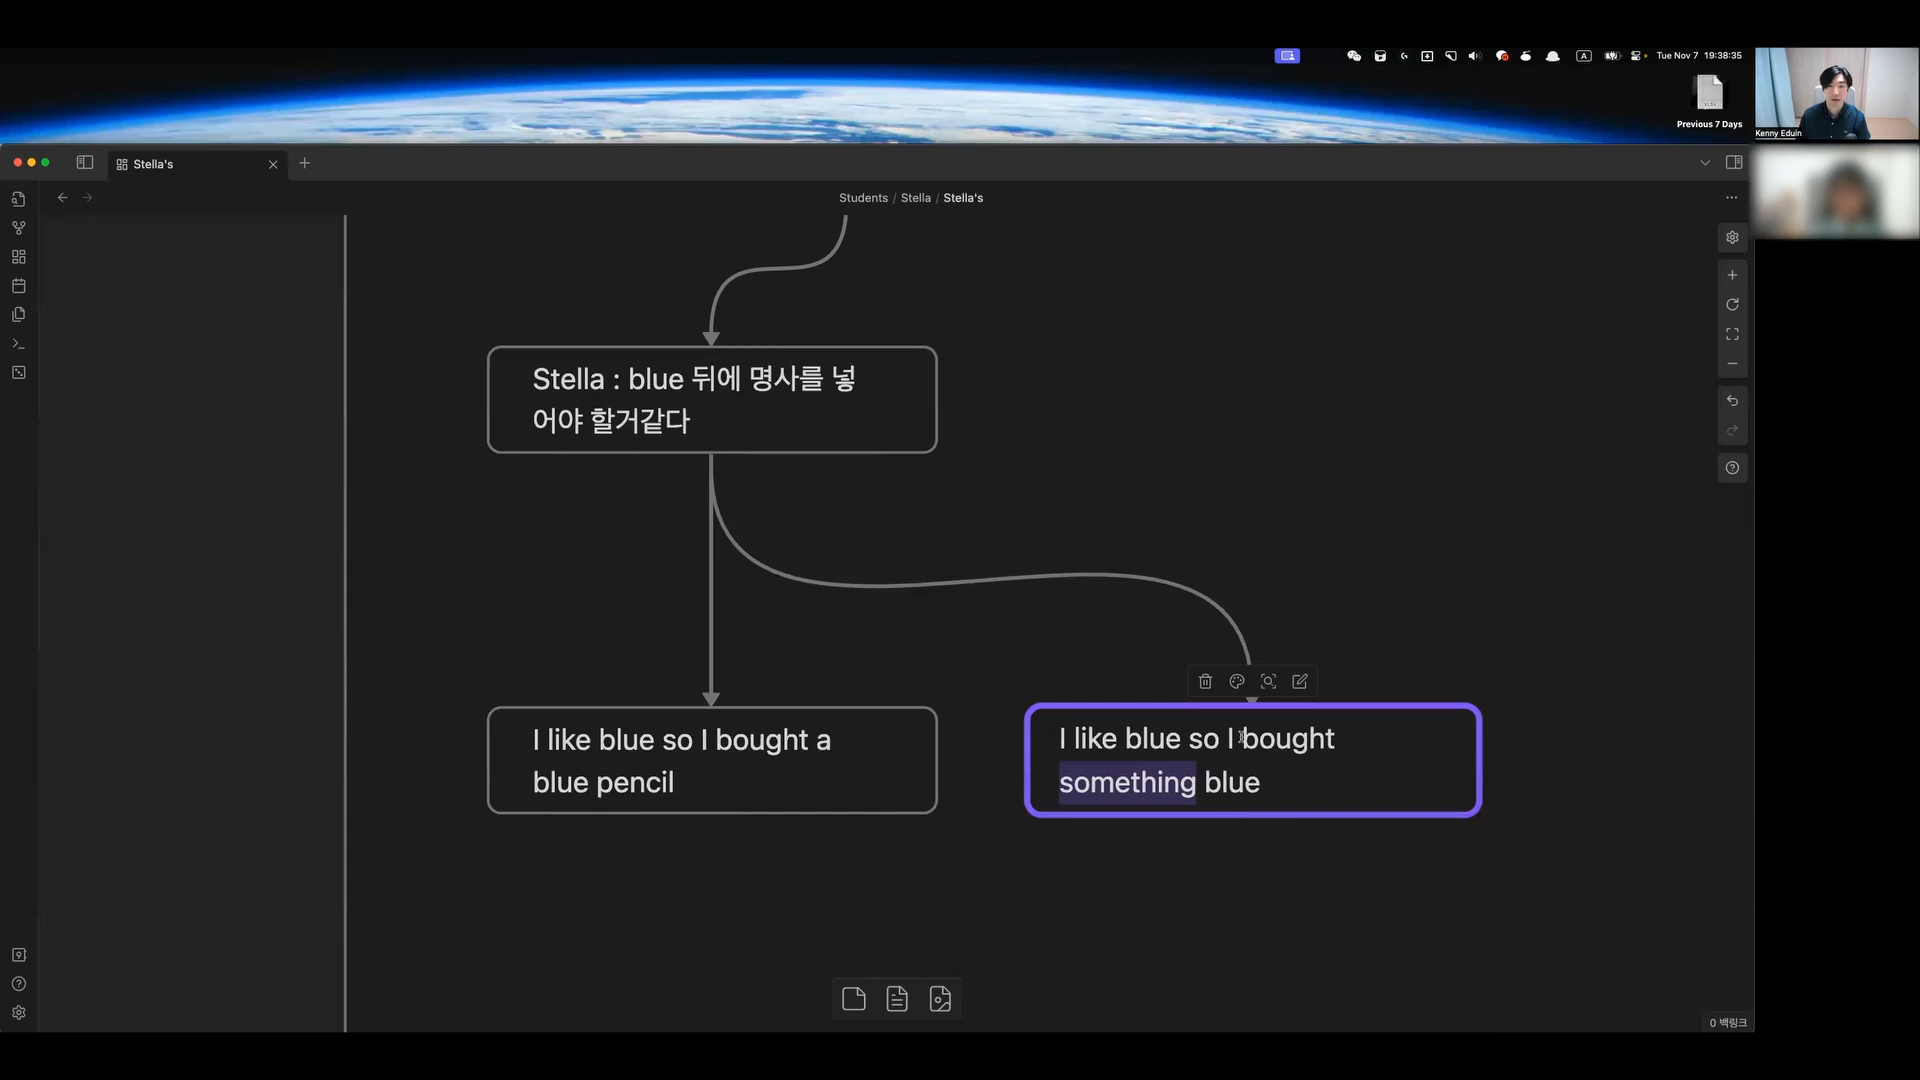 Tue Nov 7 19:38:35
XLSX
Previous 7 Days
Kenny Eduin
Stella's
Students / Stella / Stella's
Stella : blue 뒤에 명사를 넣
어야 할거같다
I like blue so I bought a
blue pencil
I like blue so I bought
something blue
0 백링크